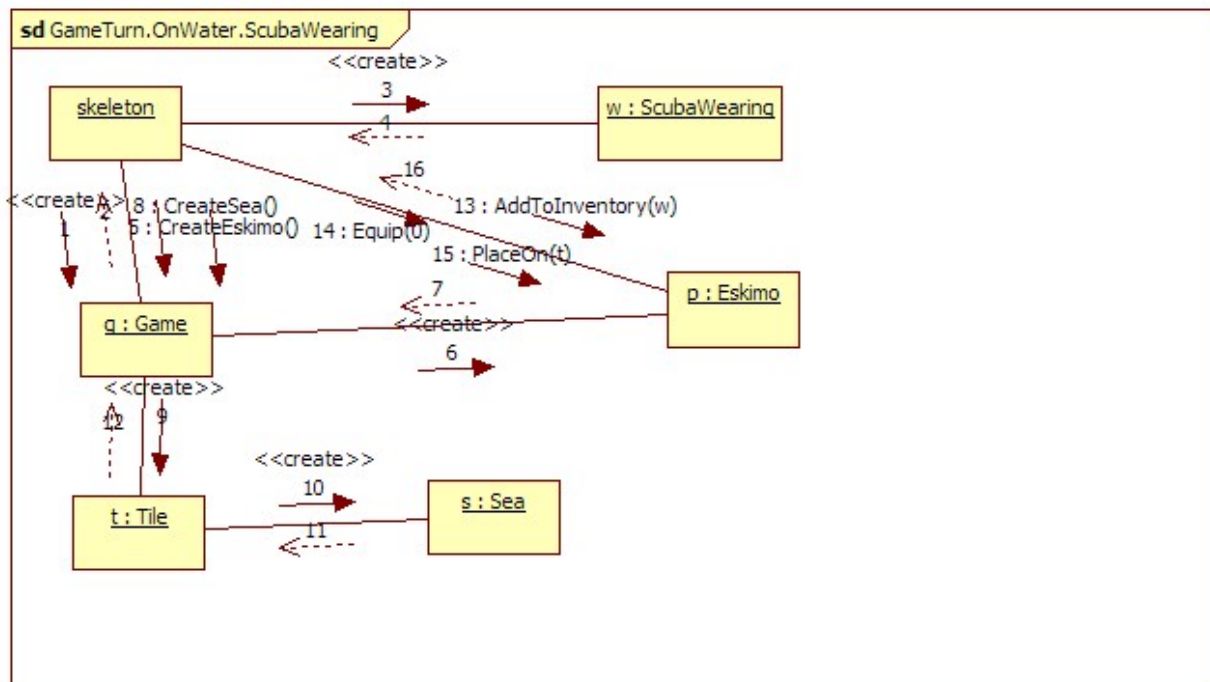 sd GameTurn.OnWater.ScubaWearing
<<create>>
3
skeleton
w : ScubaWearing
4
16
<<create>>
1
2
8 : CreateSea()
5 : CreateEskimo()
13 : AddToInventory(w)
14 : Equip(0)
15 : PlaceOn(t)
7
p : Eskimo
g : Game
<<create>>
6
<<create>>
12
9
<<create>>
10
t : Tile
s : Sea
11